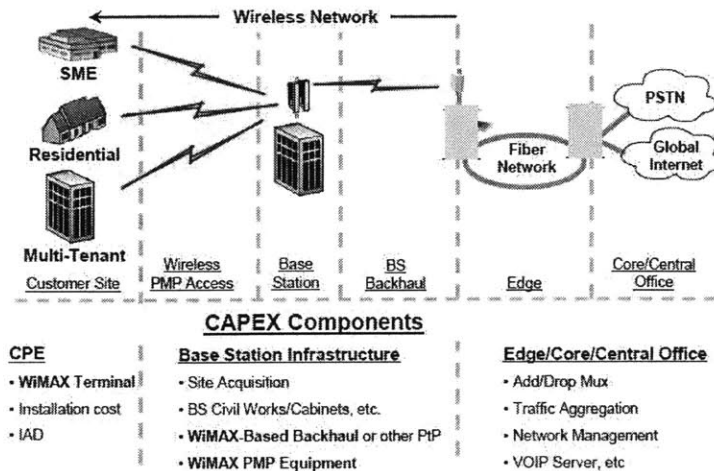 Wireless Network
SME
Residential
Multi-Tenant
PSTN
Global
Internet
Fiber
Network
Customer Site
Wireless
PMP Access
Base
Station
BS
Backhaul
Edge
Core/Central
Office
CAPEX Components
CPE
• WiMAX Terminal
• Installation cost
• IAD
Base Station Infrastructure
• Site Acquisition
• BS Civil Works/Cabinets, etc.
• WiMAX-Based Backhaul or other PtP
• WiMAX PMP Equipment
Edge/Core/Central Office
• Add/Drop Mux
• Traffic Aggregation
• Network Management
• VOIP Server, etc